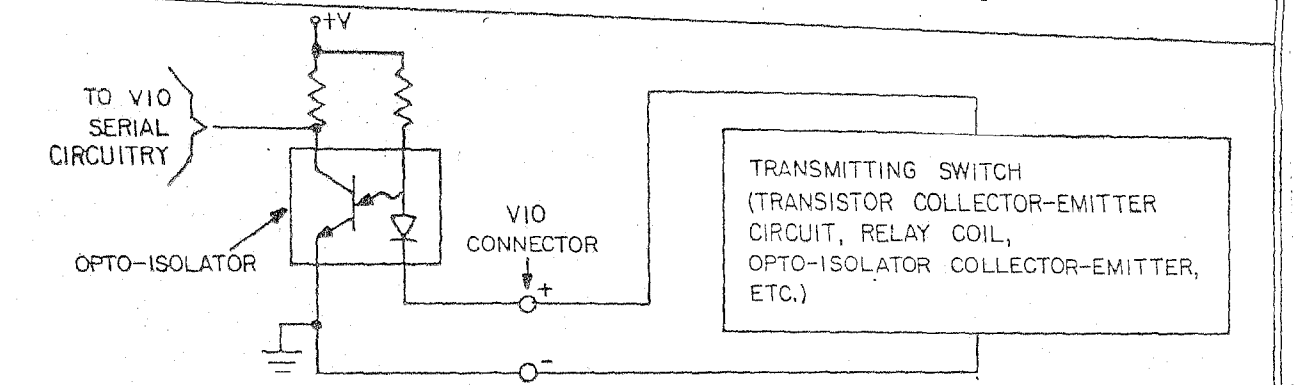 +V
TO VIO
SERIAL
CIRCUITRY
OPTO-ISOLATOR
VIO
CONNECTOR
+
-
TRANSMITTING SWITCH
(TRANSISTOR COLLECTOR-EMITTER
CIRCUIT, RELAY COIL,
OPTO-ISOLATOR COLLECTOR-EMITTER,
ETC.)